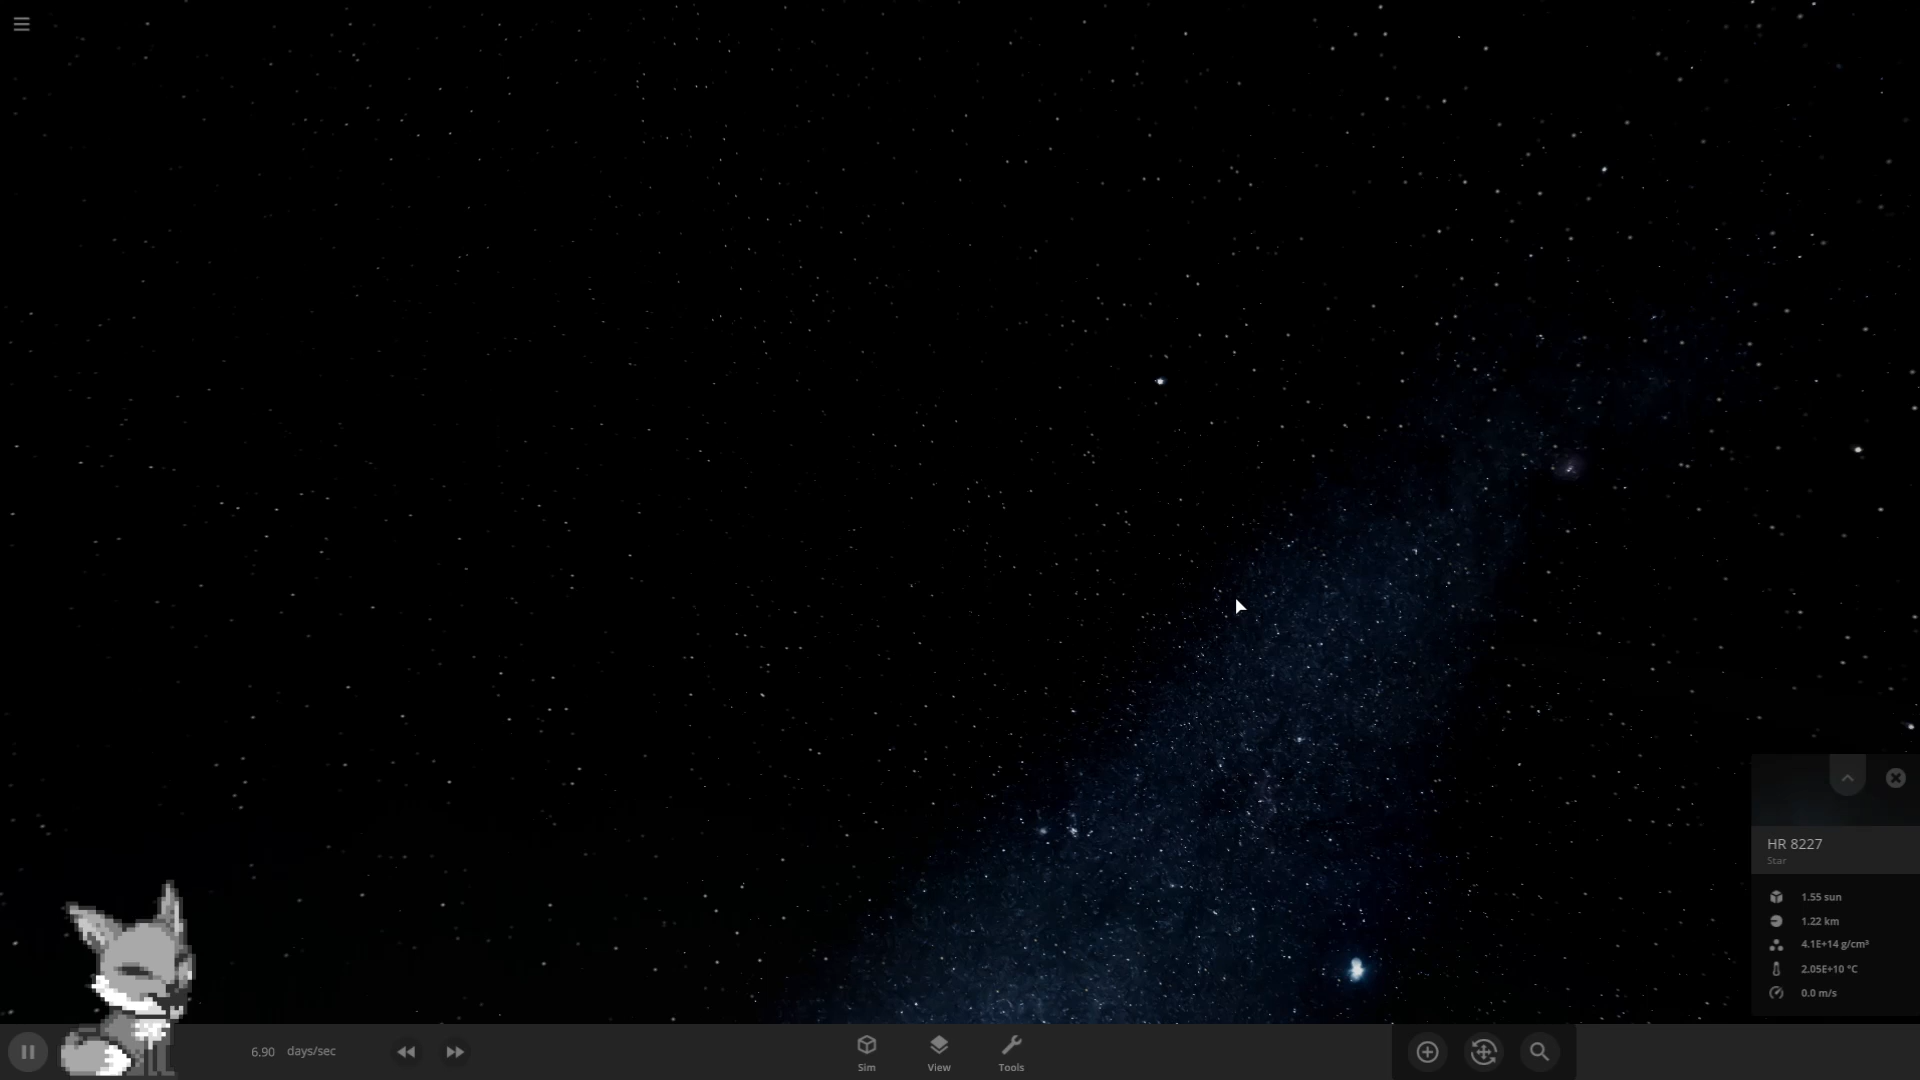 HR 8227
Star
1.55 sun
1.22 km
4.1E+14 g/cm³
2.05E+10 °C
0.0 m/s
6.90 days/sec
Sim
View
Tools